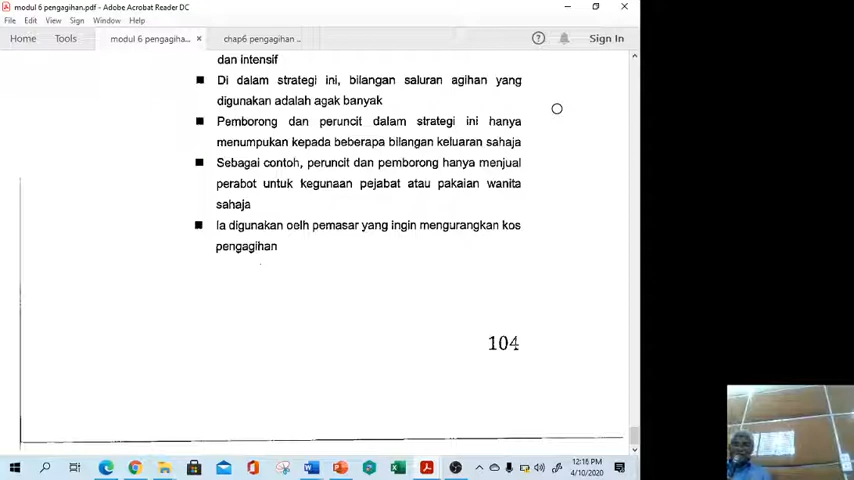 modul 6 pengagihan.pdf - Adobe Acrobat Reader DC
File Edit View Sign Window Help
Home Tools modul 6 pengagiha... × chap6 pengagihan ... Sign In
dan intensif
■ Di dalam strategi ini, bilangan saluran agihan yang
digunakan adalah agak banyak
■ Pemborong dan peruncit dalam strategi ini hanya
menumpukan kepada beberapa bilangan keluaran sahaja
■ Sebagai contoh, peruncit dan pemborong hanya menjual
perabot untuk kegunaan pejabat atau pakaian wanita
sahaja
■ Ia digunakan oelh pemasar yang ingin mengurangkan kos
pengagihan
104
12:16 PM
4/10/2020